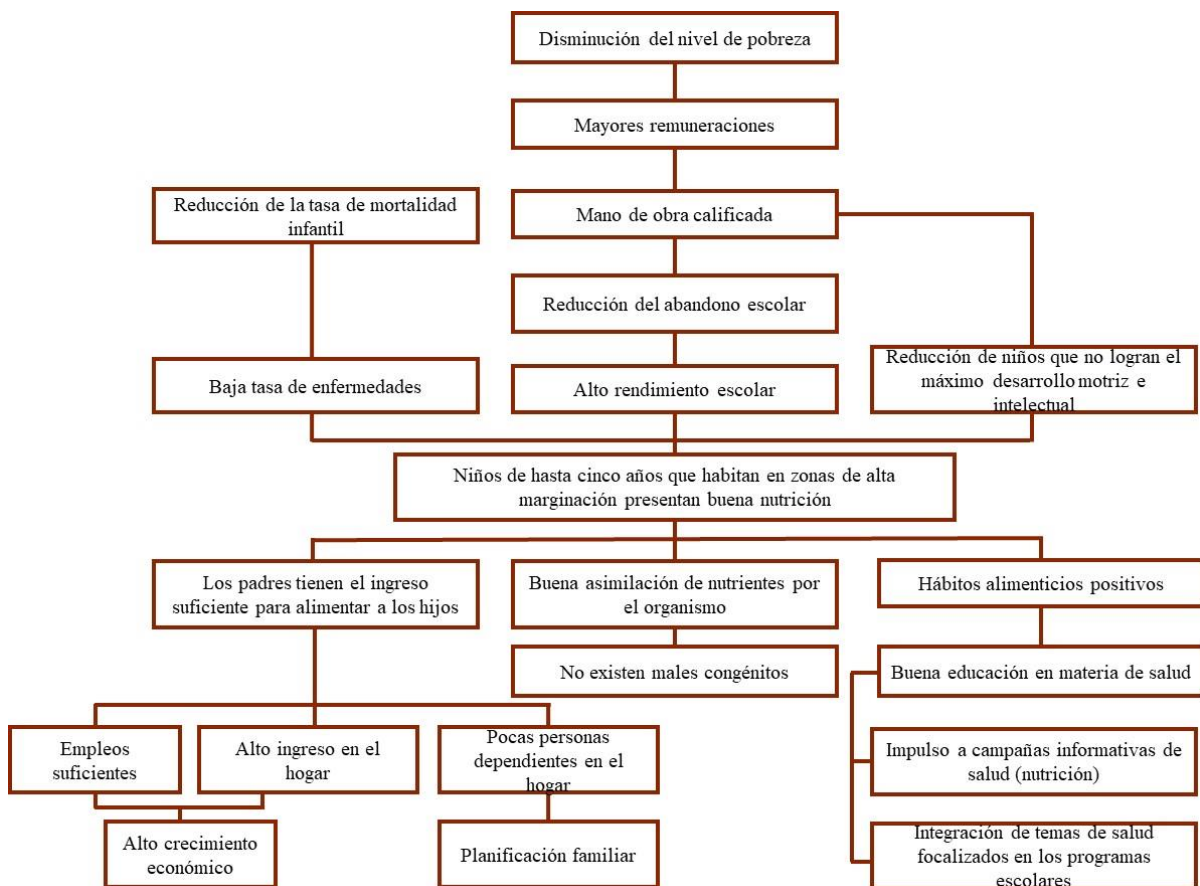 Disminución del nivel de pobreza
Mayores remuneraciones
Reducción de la tasa de mortalidad
infantil
Mano de obra calificada
Reducción del abandono escolar
Baja tasa de enfermedades
Alto rendimiento escolar
Reducción de niños que no logran el
máximo desarrollo motriz e
intelectual
Niños de hasta cinco años que habitan en zonas de alta
marginación presentan buena nutrición
Los padres tienen el ingreso
suficiente para alimentar a los hijos
Buena asimilación de nutrientes por
el organismo
Hábitos alimenticios positivos
No existen males congénitos
Buena educación en materia de salud
Empleos
suficientes
Alto ingreso en el
hogar
Pocas personas
dependientes en el
hogar
Impulso a campañas informativas de
salud (nutrición)
Alto crecimiento
económico
Planificación familiar
Integración de temas de salud
focalizados en los programas
escolares